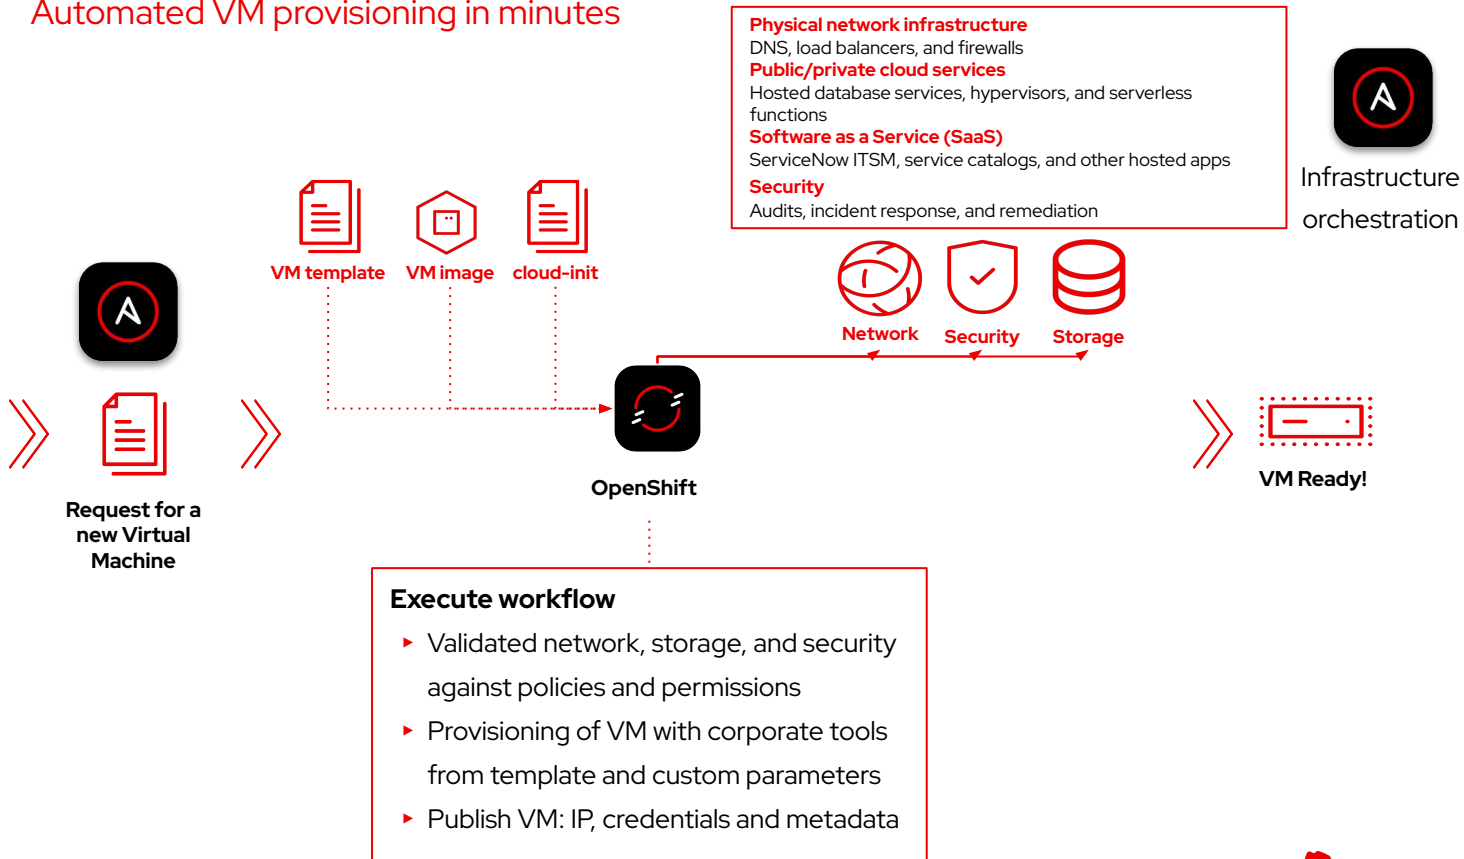 Automated VM provisioning in minutes
Physical network infrastructure
DNS, load balancers, and firewalls
Public/private cloud services
Hosted database services, hypervisors, and serverless
functions
Software as a Service (SaaS)
ServiceNow ITSM, service catalogs, and other hosted apps
Security
Audits, incident response, and remediation
Infrastructure
orchestration
VM template
VM image
cloud-init
Network
Security
Storage
Request for a
new Virtual
Machine
OpenShift
VM Ready!
Execute workflow
▸ Validated network, storage, and security
against policies and permissions
▸ Provisioning of VM with corporate tools
from template and custom parameters
▸ Publish VM: IP, credentials and metadata